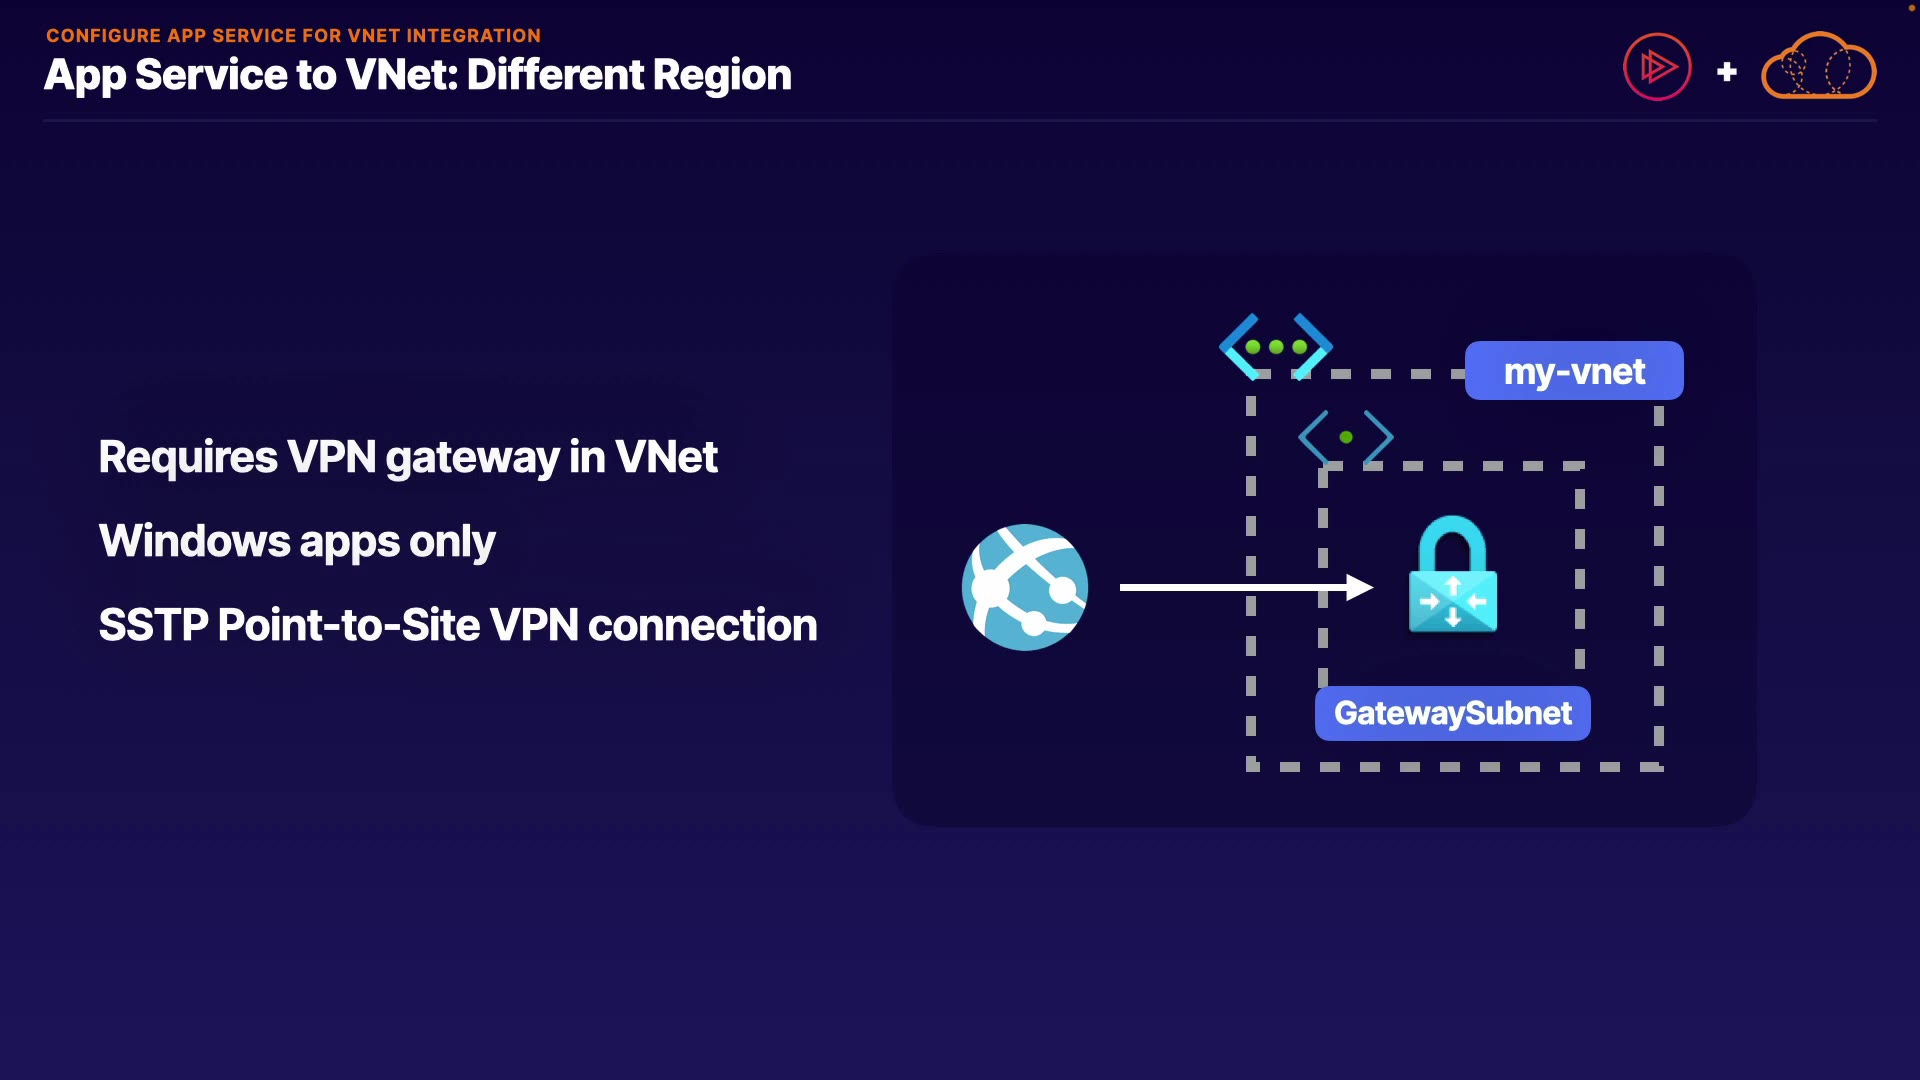 CONFIGURE APP SERVICE FOR VNET INTEGRATION
App Service to VNet: Different Region
Requires VPN gateway in VNet
Windows apps only
SSTP Point-to-Site VPN connection
my-vnet
GatewaySubnet